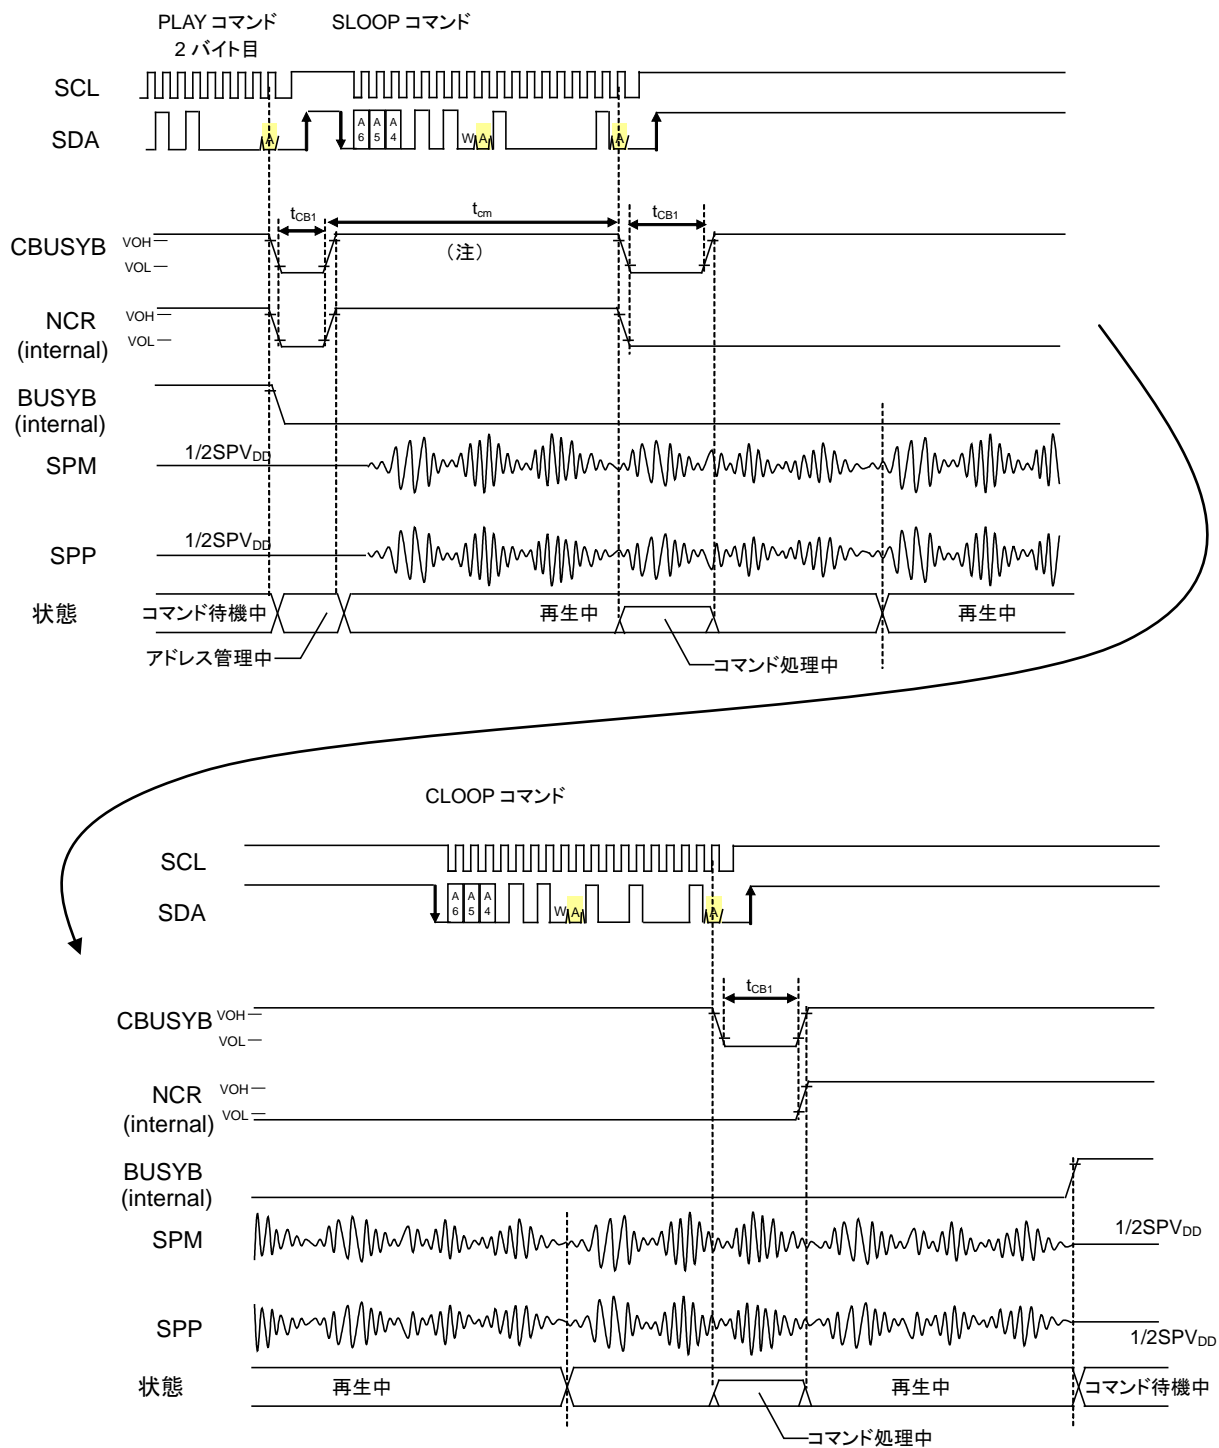 PLAY コマンド
2 バイト目
SLOOP コマンド
SCL
SDA
A
A6
A5
A4
W
A
A
tCB1
tcm
tCB1
CBUSYB
VOH
VOL
(注)
NCR
(internal)
VOH
VOL
BUSYB
(internal)
SPM
1/2SPVDD
SPP
1/2SPVDD
状態
コマンド待機中
再生中
再生中
アドレス管理中
コマンド処理中
CLOOP コマンド
SCL
SDA
A6
A5
A4
W
A
A
tCB1
CBUSYB
VOH
VOL
NCR
(internal)
VOH
VOL
BUSYB
(internal)
SPM
1/2SPVDD
SPP
1/2SPVDD
状態
再生中
再生中
コマンド待機中
コマンド処理中